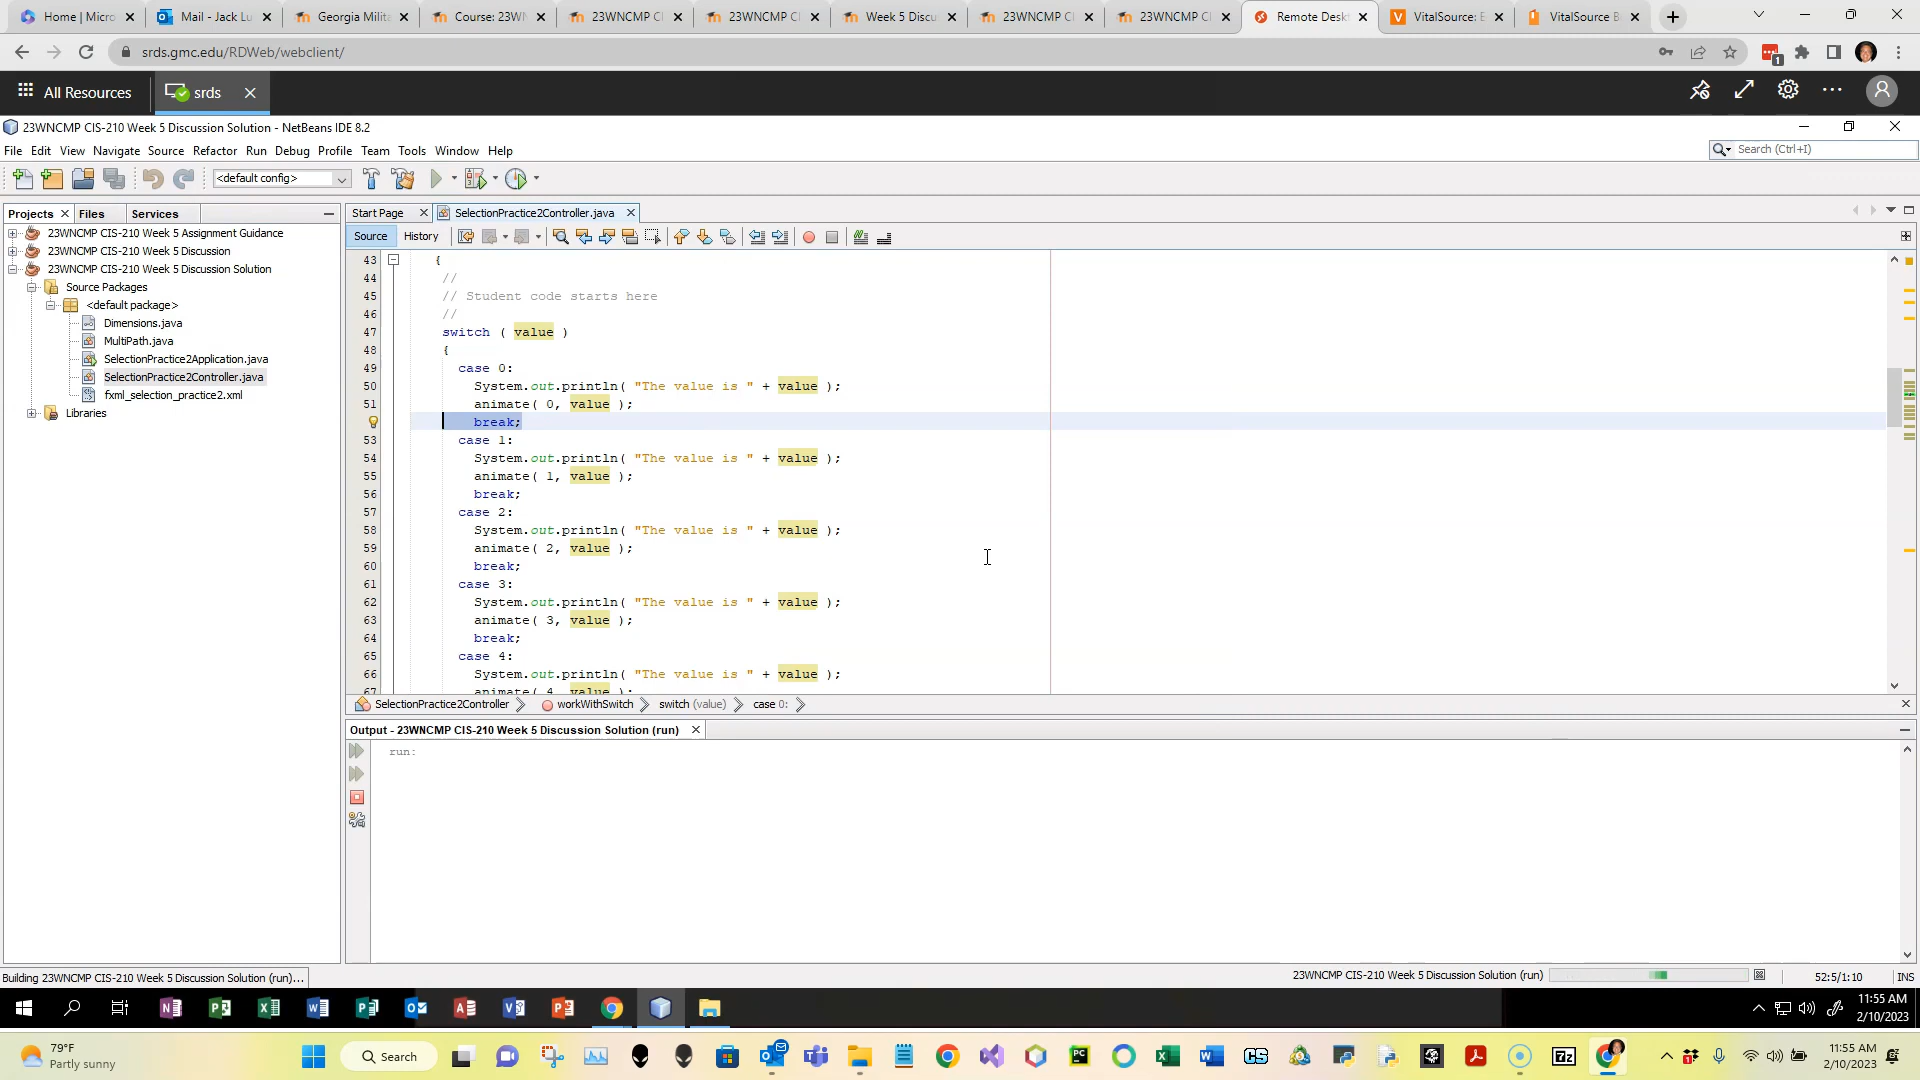 Home | Micro
Mail - Jack Lu
Georgia Milit
Course: 23W
23WNCMP C
23WNCMP C
Week 5 Discu
23WNCMP C
23WNCMP C
Remote Desk
VitalSource: E
VitalSource B
srds.gmc.edu/RDWeb/webclient/
All Resources
srds
23WNCMP CIS-210 Week 5 Discussion Solution - NetBeans IDE 8.2
File Edit View Navigate Source Refactor Run Debug Profile Team Tools Window Help
Search (Ctrl+I)
<default config>
Projects
Files
Services
Start Page
SelectionPractice2Controller.java
Source
History
23WNCMP CIS-210 Week 5 Assignment Guidance
23WNCMP CIS-210 Week 5 Discussion
23WNCMP CIS-210 Week 5 Discussion Solution
Source Packages
<default package>
Dimensions.java
MultiPath.java
SelectionPractice2Application.java
SelectionPractice2Controller.java
fxml_selection_practice2.xml
Libraries
43 {
44 //
45 // Student code starts here
46 //
47 switch ( value )
48 {
49 case 0:
50 System.out.println( "The value is " + value );
51 animate( 0, value );
break;
53 case 1:
54 System.out.println( "The value is " + value );
55 animate( 1, value );
56 break;
57 case 2:
58 System.out.println( "The value is " + value );
59 animate( 2, value );
60 break;
61 case 3:
62 System.out.println( "The value is " + value );
63 animate( 3, value );
64 break;
65 case 4:
66 System.out.println( "The value is " + value );
67 animate( 4, value );
SelectionPractice2Controller
workWithSwitch
switch (value)
case 0:
Output - 23WNCMP CIS-210 Week 5 Discussion Solution (run)
run:
Building 23WNCMP CIS-210 Week 5 Discussion Solution (run)...
23WNCMP CIS-210 Week 5 Discussion Solution (run)
52:5/1:10
INS
11:55 AM
2/10/2023
79°F
Partly sunny
Search
11:55 AM
2/10/2023